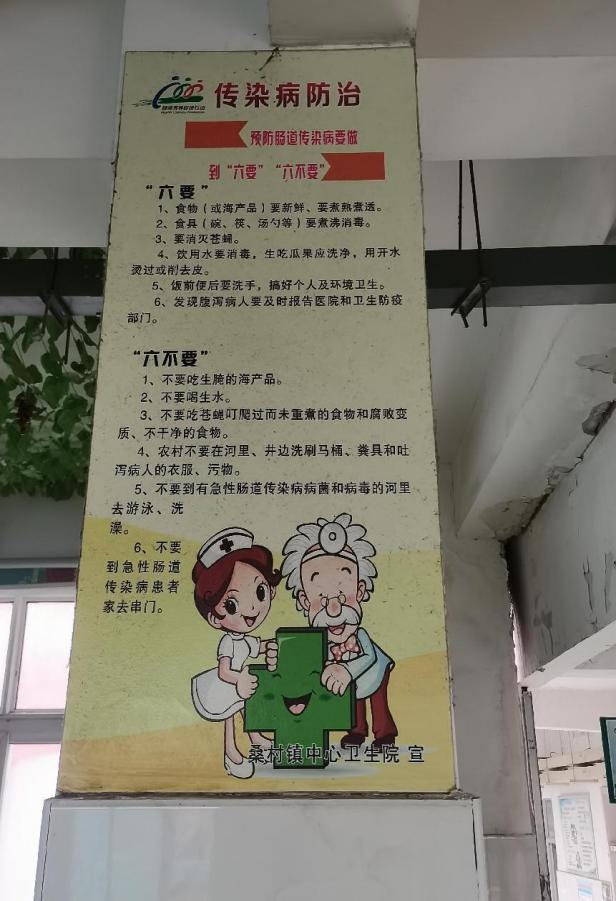 传染病防治
预防肠道传染病要做
到“六要”“六不要”
“六要”
1、食物（或海产品）要新鲜、要煮熟煮透。
2、食具（碗、筷、汤勺等）要煮沸消毒。
3、要消灭苍蝇。
4、饮用水要消毒，生吃瓜果应洗净，用开水
烫过或削去皮。
5、饭前便后要洗手，搞好个人及环境卫生。
6、发现腹泻病人要及时报告医院和卫生防疫
部门。
“六不要”
1、不要吃生腌的海产品。
2、不要喝生水。
3、不要吃苍蝇叮爬过而未重煮的食物和腐败变
质、不干净的食物。
4、农村不要在河里、井边洗刷马桶、粪具和吐
泻病人的衣服、污物。
5、不要到有急性肠道传染病病菌和病毒的河里
去游泳、洗
澡。
6、不要
到急性肠道
传染病患者
家去串门。
桑村镇中心卫生院 宣